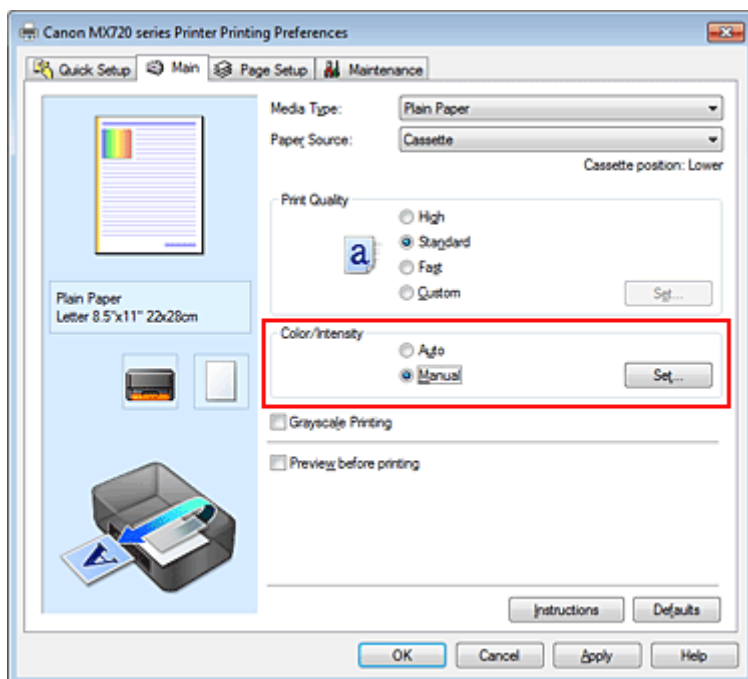 Canon MX720 series Printer Printing Preferences
Quick Setup Main Page Setup Maintenance
Media Type: Plain Paper
Paper Source: Cassette
Cassette position: Lower
Print Quality
High
a Standard
Fast
Custom Set...
Plain Paper
Letter 8.5"x11" 22x28cm
Color/Intensity
Auto
Manual Set...
Grayscale Printing
Preview before printing
A
Instructions Defaults
OK Cancel Apply Help